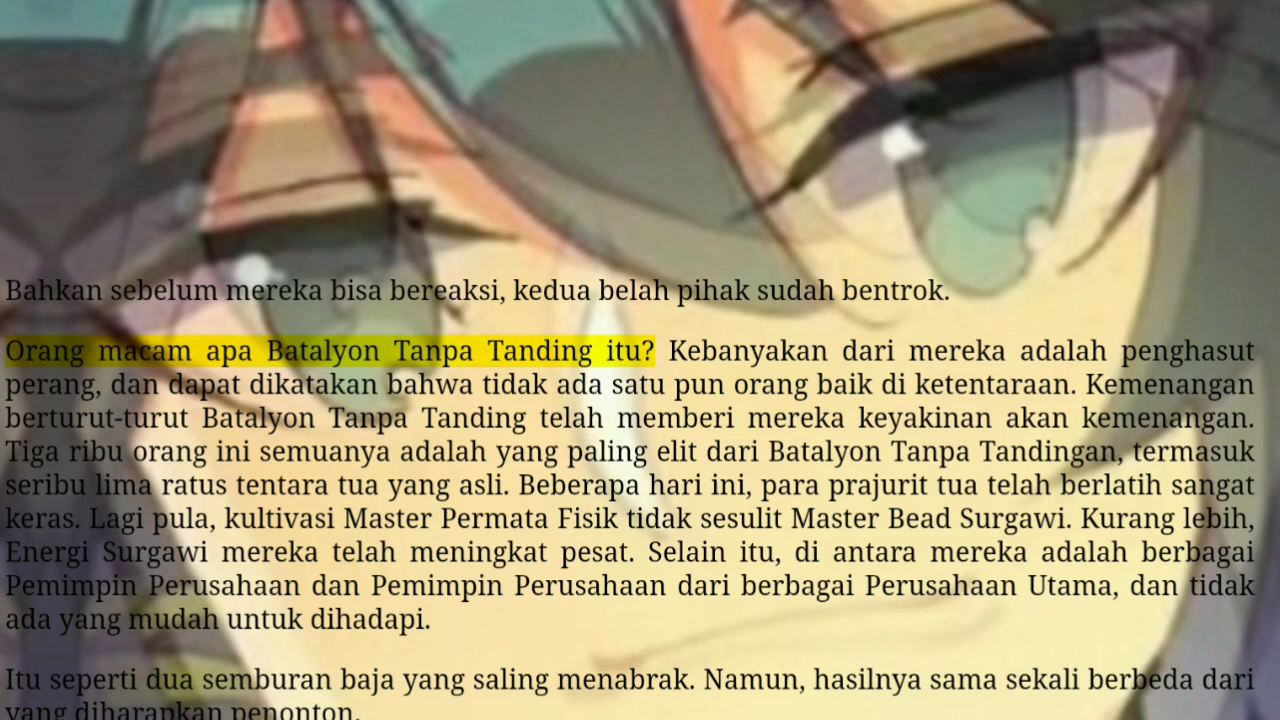 Bahkan sebelum mereka bisa bereaksi, kedua belah pihak sudah bentrok.
Orang macam apa Batalyon Tanpa Tanding itu? Kebanyakan dari mereka adalah penghasut
perang, dan dapat dikatakan bahwa tidak ada satu pun orang baik di ketentaraan. Kemenangan
berturut-turut Batalyon Tanpa Tanding telah memberi mereka keyakinan akan kemenangan.
Tiga ribu orang ini semuanya adalah yang paling elit dari Batalyon Tanpa Tandingan, termasuk
seribu lima ratus tentara tua yang asli. Beberapa hari ini, para prajurit tua telah berlatih sangat
keras. Lagi pula, kultivasi Master Permata Fisik tidak sesulit Master Bead Surgawi. Kurang lebih,
Energi Surgawi mereka telah meningkat pesat. Selain itu, di antara mereka adalah berbagai
Pemimpin Perusahaan dan Pemimpin Perusahaan dari berbagai Perusahaan Utama, dan tidak
ada yang mudah untuk dihadapi.
Itu seperti dua semburan baja yang saling menabrak. Namun, hasilnya sama sekali berbeda dari
yang diharapkan penonton.